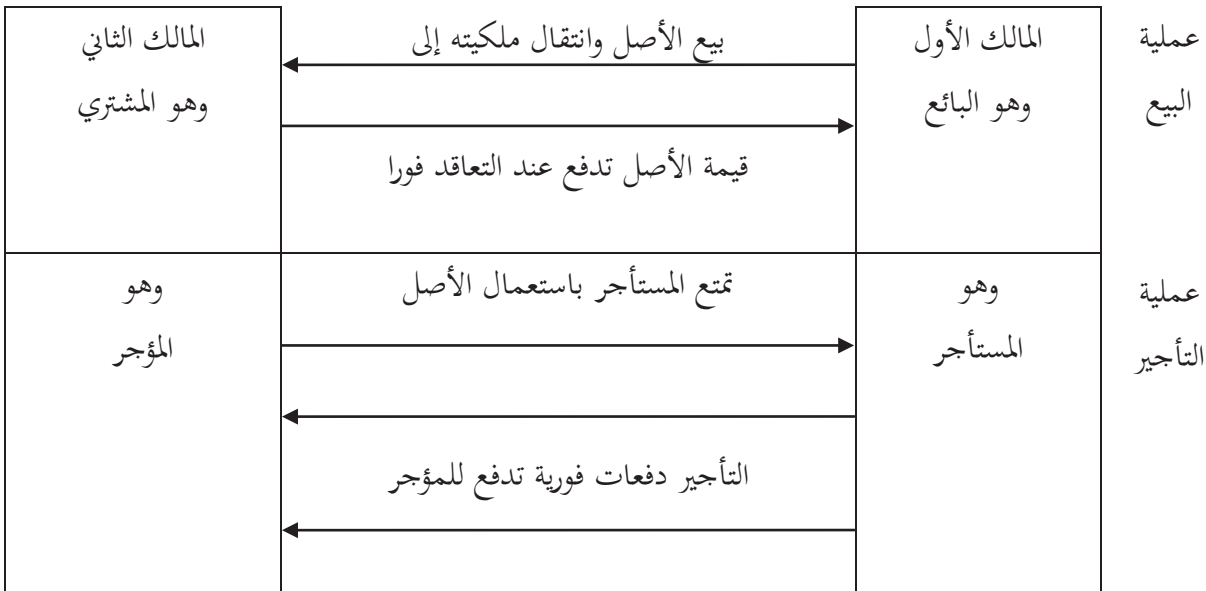 عملية
البيع
المالك الأول
وهو البائع
بيع الأصل وانتقال ملكيته إلى
قيمة الأصل تدفع عند التعاقد فورا
المالك الثاني
وهو المشتري
عملية
التأجير
وهو
المستأجر
تمتع المستأجر باستعمال الأصل
التأجير دفعات فورية تدفع للمؤجر
وهو
المؤجر